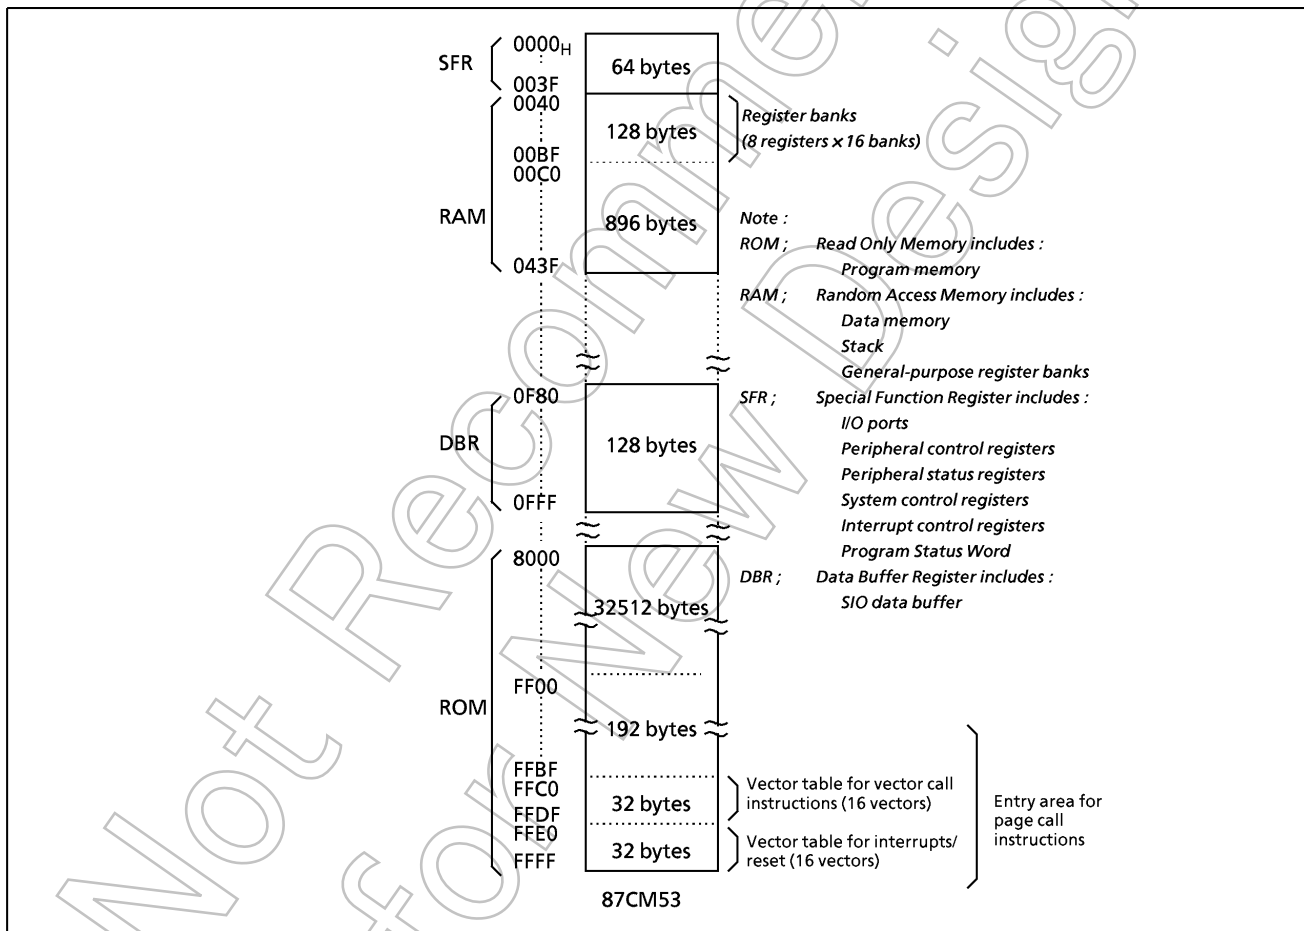 SFR
0000H
003F
64 bytes
RAM
0040
00BF
00C0
043F
128 bytes
896 bytes
Register banks
(8 registers × 16 banks)
Note :
ROM ; Read Only Memory includes :
Program memory
RAM ; Random Access Memory includes :
Data memory
Stack
General-purpose register banks
SFR ; Special Function Register includes :
I/O ports
Peripheral control registers
Peripheral status registers
System control registers
Interrupt control registers
Program Status Word
DBR ; Data Buffer Register includes :
SIO data buffer
DBR
0F80
0FFF
128 bytes
ROM
8000
32512 bytes
FF00
192 bytes
FFBF
FFC0
FFDF
32 bytes
Vector table for vector call
instructions (16 vectors)
FFE0
FFFF
32 bytes
Vector table for interrupts/
reset (16 vectors)
Entry area for
page call
instructions
87CM53
Not Recommen
for New Desig